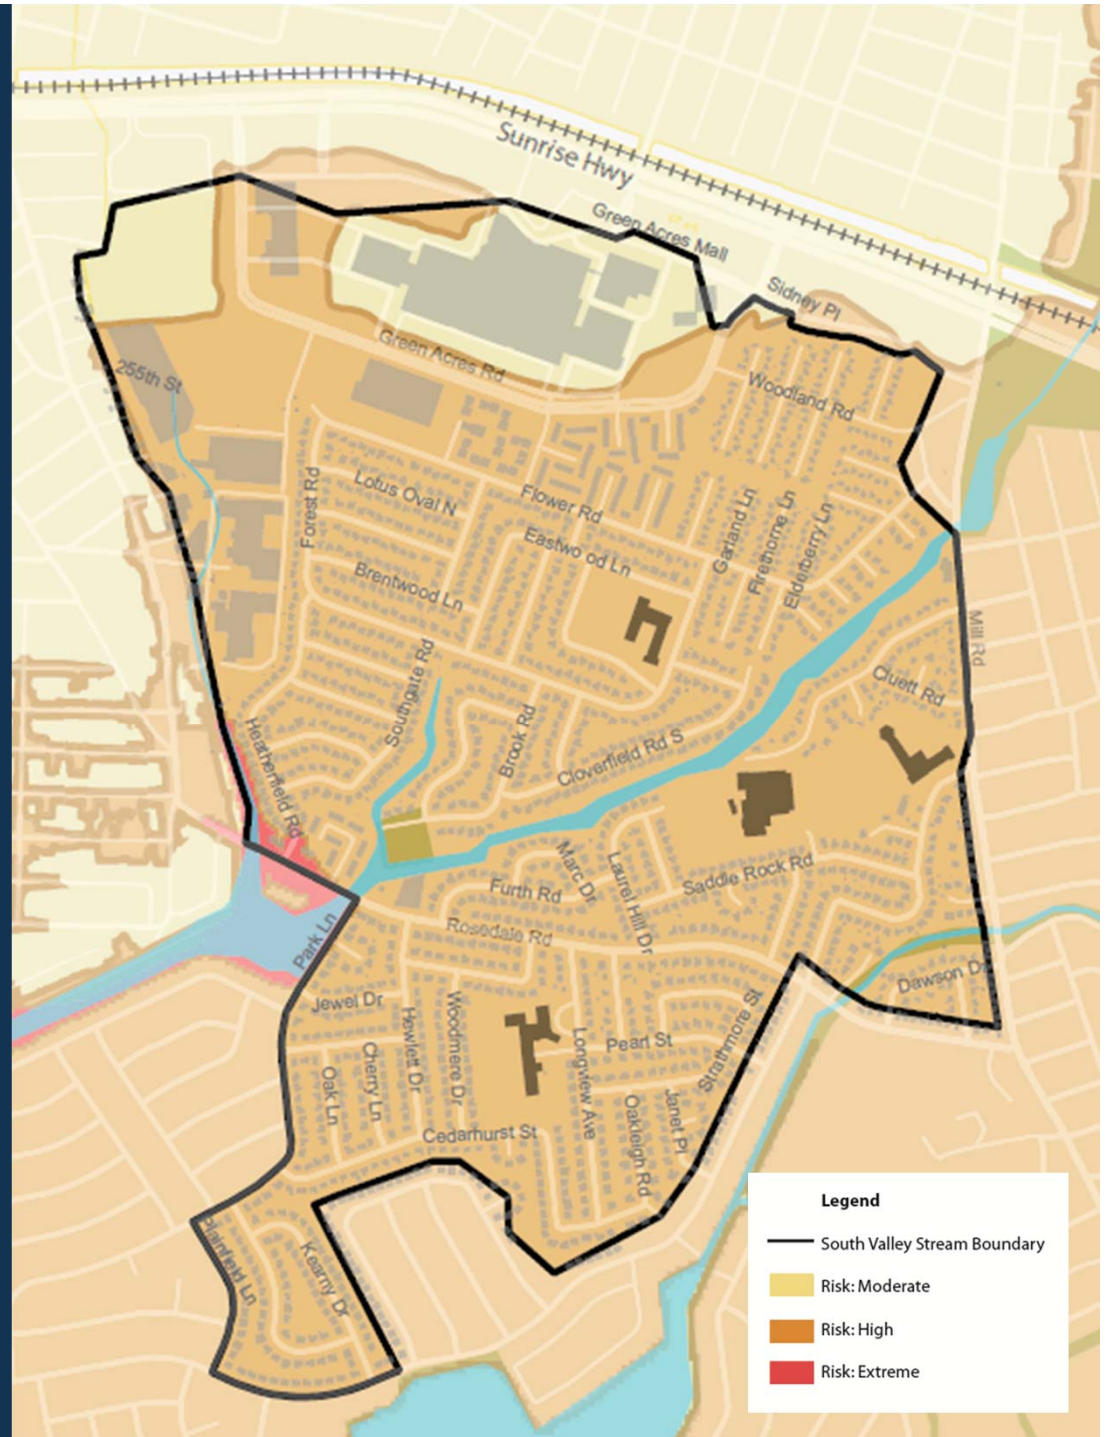 Sunrise Hwy
Green Acres Mall
Sidney Pl
Green Acres Rd
255th St
Woodland Rd
Forest Rd
Lotus Oval N
Flower Rd
Garland Ln
Firethorne Ln
Elderberry Ln
Eastwo od Ln
Brentwood Ln
Mill Rd
Southgate Rd
Cluett Rd
Heatherfield Rd
Brook Rd
Cloverfield Rd S
Marc Dr
Laurel Hill Dr
Saddle Rock Rd
Furth Rd
Rosedale Rd
Park Ln
Dawson Dr
Jewel Dr
Hewlett Dr
Woodmere Dr
Strathmore St
Longview Ave
Pearl St
Oak Ln
Cherry Ln
Oakleigh Rd
Janet Pl
Cedarhurst St
Plainfield Ln
Kearny Dr
Legend
South Valley Stream Boundary
Risk: Moderate
Risk: High
Risk: Extreme